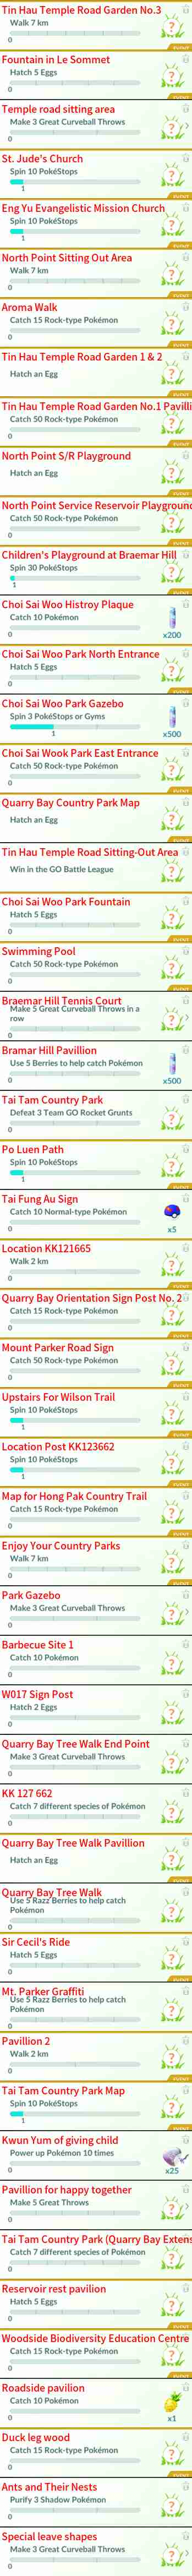 Tin Hau Temple Road Garden No.3
Walk 7 km
0
EVENT
Fountain in Le Sommet
Hatch 5 Eggs
0
Temple road sitting area
Make 3 Great Curveball Throws
0
St. Jude's Church
Spin 10 PokéStops
1
EVENT
Eng Yu Evangelistic Mission Church
Spin 10 PokéStops
1
EVENT
North Point Sitting Out Area
Walk 7 km
0
EVENT
Aroma Walk
Catch 15 Rock-type Pokémon
0
EVENT
Tin Hau Temple Road Garden 1 & 2
Hatch an Egg
Tin Hau Temple Road Garden No.1 Pavilli
Catch 50 Rock-type Pokémon
0
EVENT
North Point S/R Playground
Hatch an Egg
North Point Service Reservoir Playground
Catch 50 Rock-type Pokémon
0
EVENT
Children's Playground at Braemar Hill
Spin 30 PokéStops
1
EVENT
Choi Sai Woo Histroy Plaque
Catch 10 Pokémon
0
x200
Choi Sai Woo Park North Entrance
Hatch 5 Eggs
0
Choi Sai Woo Park Gazebo
Spin 3 PokéStops or Gyms
1
x500
Choi Sai Wook Park East Entrance
Catch 50 Rock-type Pokémon
0
EVENT
Quarry Bay Country Park Map
Hatch an Egg
Tin Hau Temple Road Sitting-Out Area
Win in the GO Battle League
Choi Sai Woo Park Fountain
Hatch 5 Eggs
0
Swimming Pool
Catch 50 Rock-type Pokémon
0
EVENT
Braemar Hill Tennis Court
Make 5 Great Curveball Throws in a
row
0
Bramar Hill Pavillion
Use 5 Berries to help catch Pokémon
0
x500
Tai Tam Country Park
Defeat 3 Team GO Rocket Grunts
0
Po Luen Path
Spin 10 PokéStops
1
EVENT
Tai Fung Au Sign
Catch 10 Normal-type Pokémon
0
x5
Location KK121665
Walk 2 km
0
EVENT
Quarry Bay Orientation Sign Post No. 2
Catch 15 Rock-type Pokémon
0
EVENT
Mount Parker Road Sign
Catch 50 Rock-type Pokémon
0
EVENT
Upstairs For Wilson Trail
Spin 10 PokéStops
1
EVENT
Location Post KK123662
Spin 10 PokéStops
1
EVENT
Map for Hong Pak Country Trail
Catch 15 Rock-type Pokémon
0
EVENT
Enjoy Your Country Parks
Walk 7 km
0
EVENT
Park Gazebo
Make 3 Great Curveball Throws
0
Barbecue Site 1
Catch 10 Pokémon
0
W017 Sign Post
Hatch 2 Eggs
0
Quarry Bay Tree Walk End Point
Make 3 Great Curveball Throws
0
KK 127 662
Catch 7 different species of Pokémon
0
Quarry Bay Tree Walk Pavillion
Hatch an Egg
EVENT
Quarry Bay Tree Walk
Use 5 Razz Berries to help catch
Pokémon
0
Sir Cecil's Ride
Hatch 5 Eggs
0
EVENT
Mt. Parker Graffiti
Use 5 Razz Berries to help catch
Pokémon
0
Pavillion 2
Walk 2 km
0
EVENT
Tai Tam Country Park Map
Spin 10 PokéStops
1
EVENT
Kwun Yum of giving child
Power up Pokémon 10 times
0
x25
Pavillion for happy together
Make 5 Great Throws
0
Tai Tam Country Park (Quarry Bay Extens
Catch 7 different species of Pokémon
0
Reservoir rest pavilion
Hatch 5 Eggs
0
Woodside Biodiversity Education Centre
Catch 15 Rock-type Pokémon
0
EVENT
Roadside pavilion
Catch 10 Pokémon
0
x1
Duck leg wood
Catch 15 Rock-type Pokémon
0
EVENT
Ants and Their Nests
Purify 3 Shadow Pokémon
0
Special leave shapes
Make 3 Great Curveball Throws
0